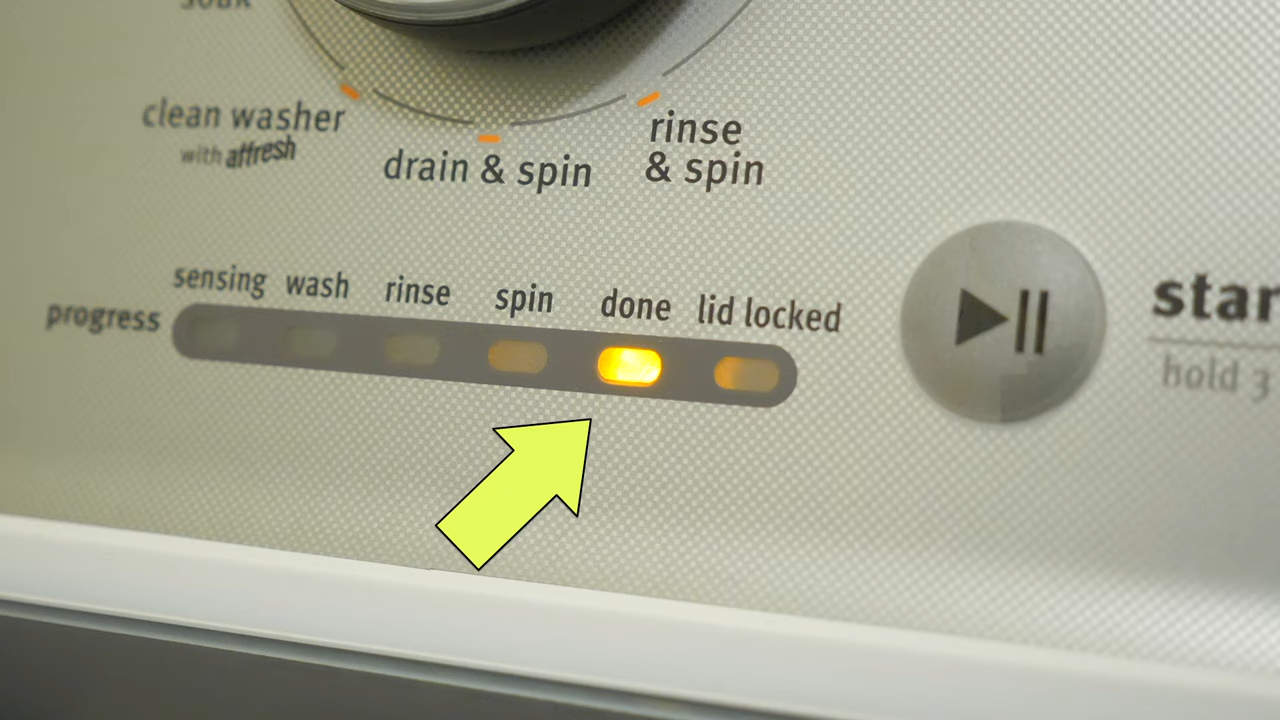 soak
clean washer
with affresh
drain & spin
rinse
& spin
sensing wash rinse spin done lid locked
progress
star
hold 3